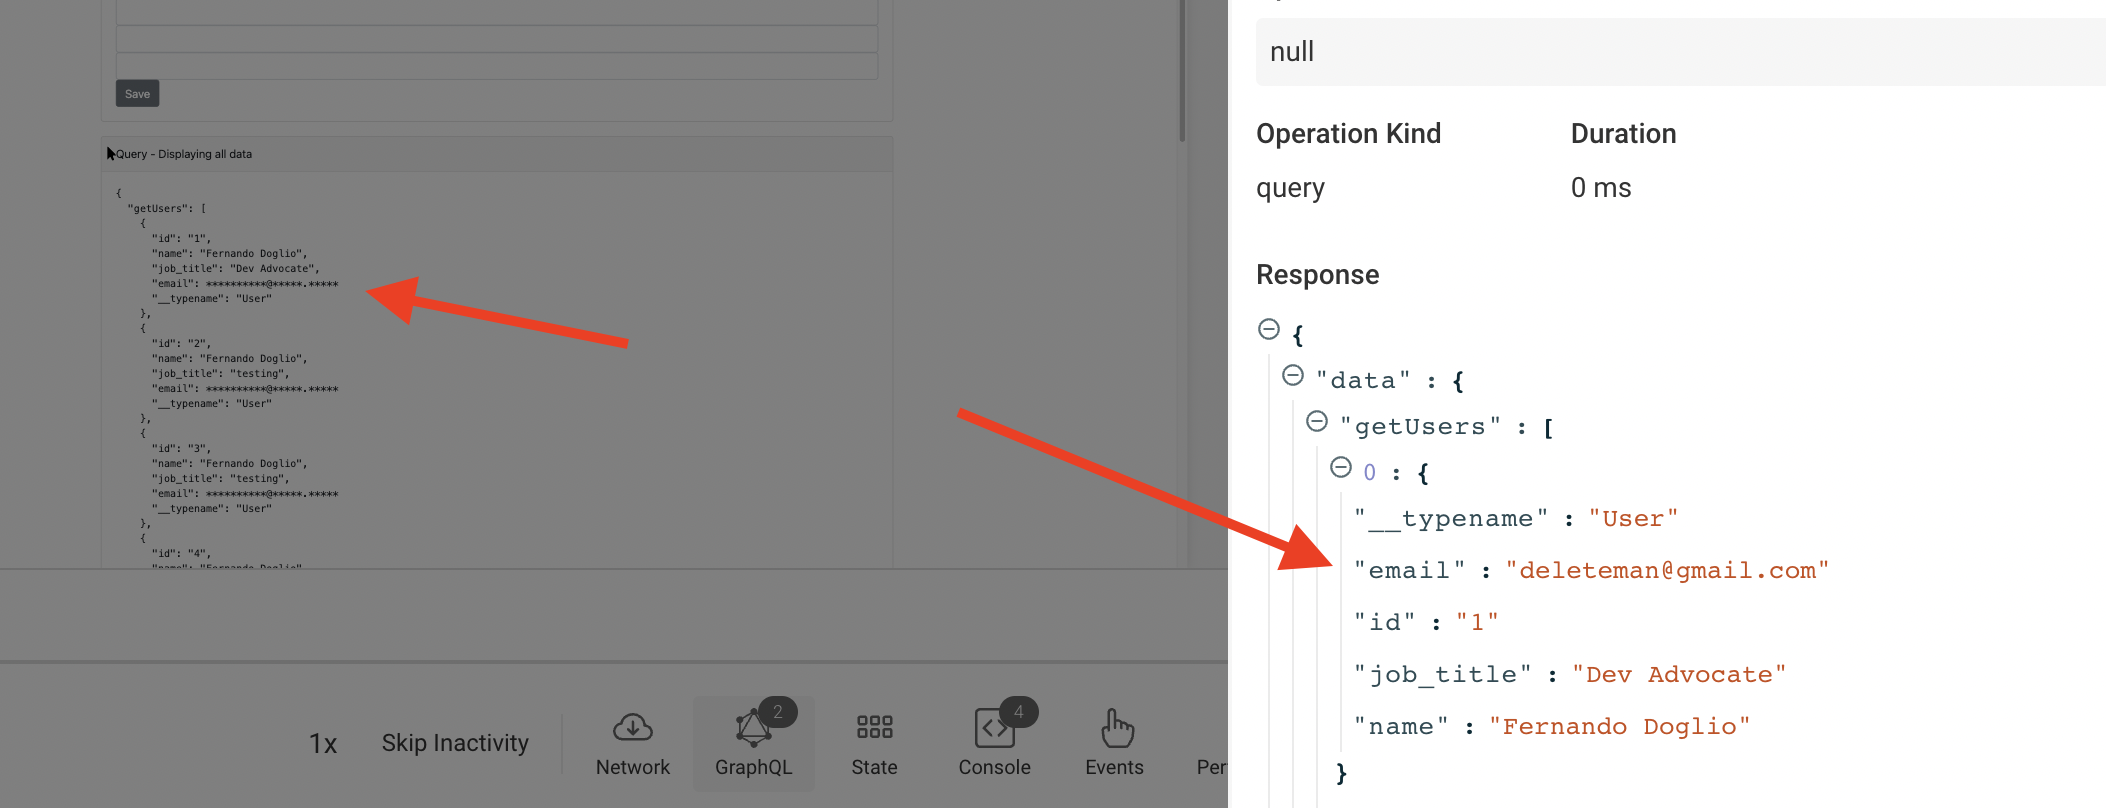 Save
Query - Displaying all data
{
"getUsers": [
{
"id": "1",
"name": "Fernando Doglio",
"job_title": "Dev Advocate",
"email": **********@*****.*****
"__typename": "User"
},
{
"id": "2",
"name": "Fernando Doglio",
"job_title": "testing",
"email": **********@*****.*****
"__typename": "User"
},
{
"id": "3",
"name": "Fernando Doglio",
"job_title": "testing",
"email": **********@*****.*****
"__typename": "User"
},
{
"id": "4",
"name": "Fernando Doglio"
1x
Skip Inactivity
Network
2
GraphQL
State
4
Console
Events
Per
null
Operation Kind Duration
query 0 ms
Response
{
"data" : {
"getUsers" : [
0 : {
"__typename" : "User"
"email" : "deleteman@gmail.com"
"id" : "1"
"job_title" : "Dev Advocate"
"name" : "Fernando Doglio"
}